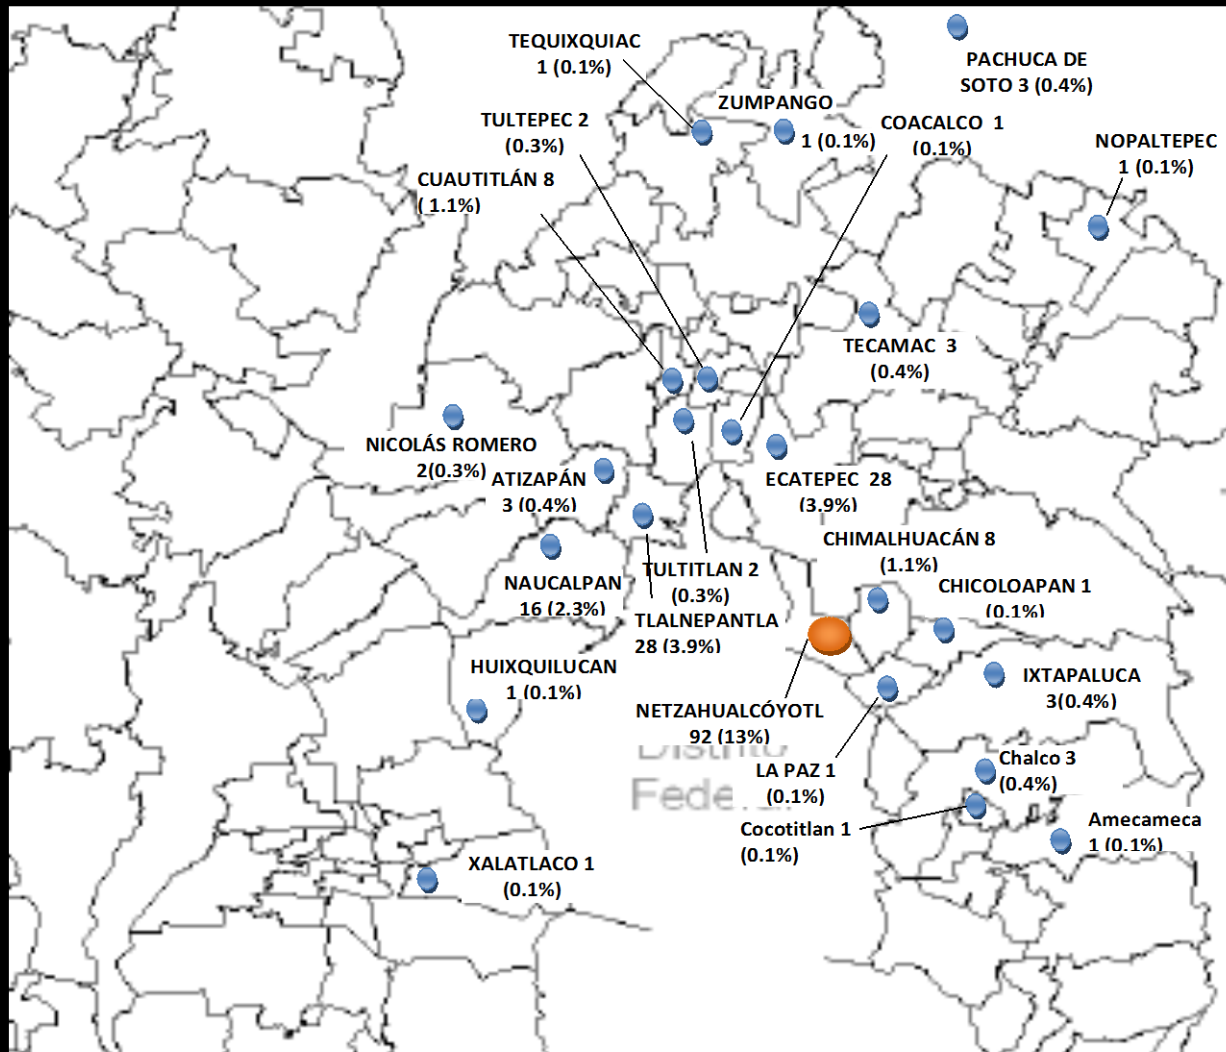 TEQUIXQUIAC
1 (0.1%)
PACHUCA DE
SOTO 3 (0.4%)
ZUMPANGO
1 (0.1%)
TULTEPEC 2
(0.3%)
COACALCO 1
(0.1%)
NOPALTEPEC
1 (0.1%)
CUAUTITLÁN 8
( 1.1%)
TECAMAC 3
(0.4%)
NICOLÁS ROMERO
2(0.3%)
ATIZAPÁN
3 (0.4%)
ECATEPEC 28
(3.9%)
CHIMALHUACÁN 8
(1.1%)
NAUCALPAN
16 (2.3%)
TULTITLAN 2
(0.3%)
CHICOLOAPAN 1
(0.1%)
TLALNEPANTLA
28 (3.9%)
HUIXQUILUCAN
1 (0.1%)
IXTAPALUCA
3(0.4%)
NETZAHUALCÓYOTL
92 (13%)
Distrito
Federal
LA PAZ 1
(0.1%)
Chalco 3
(0.4%)
Cocotitlan 1
(0.1%)
Amecameca
1 (0.1%)
XALATLACO 1
(0.1%)